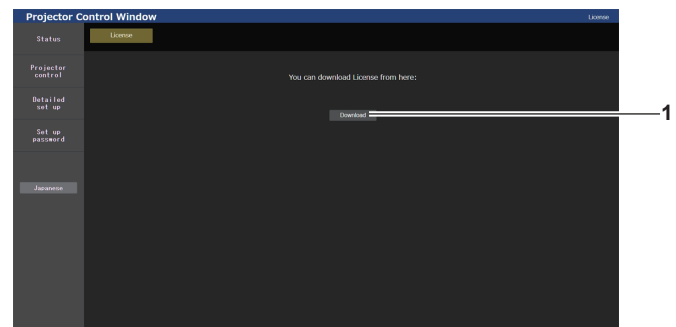 Projector Control Window
License
Status
License
Projector
control
You can download License from here:
Detailed
set up
Download
1
Set up
password
Japanese